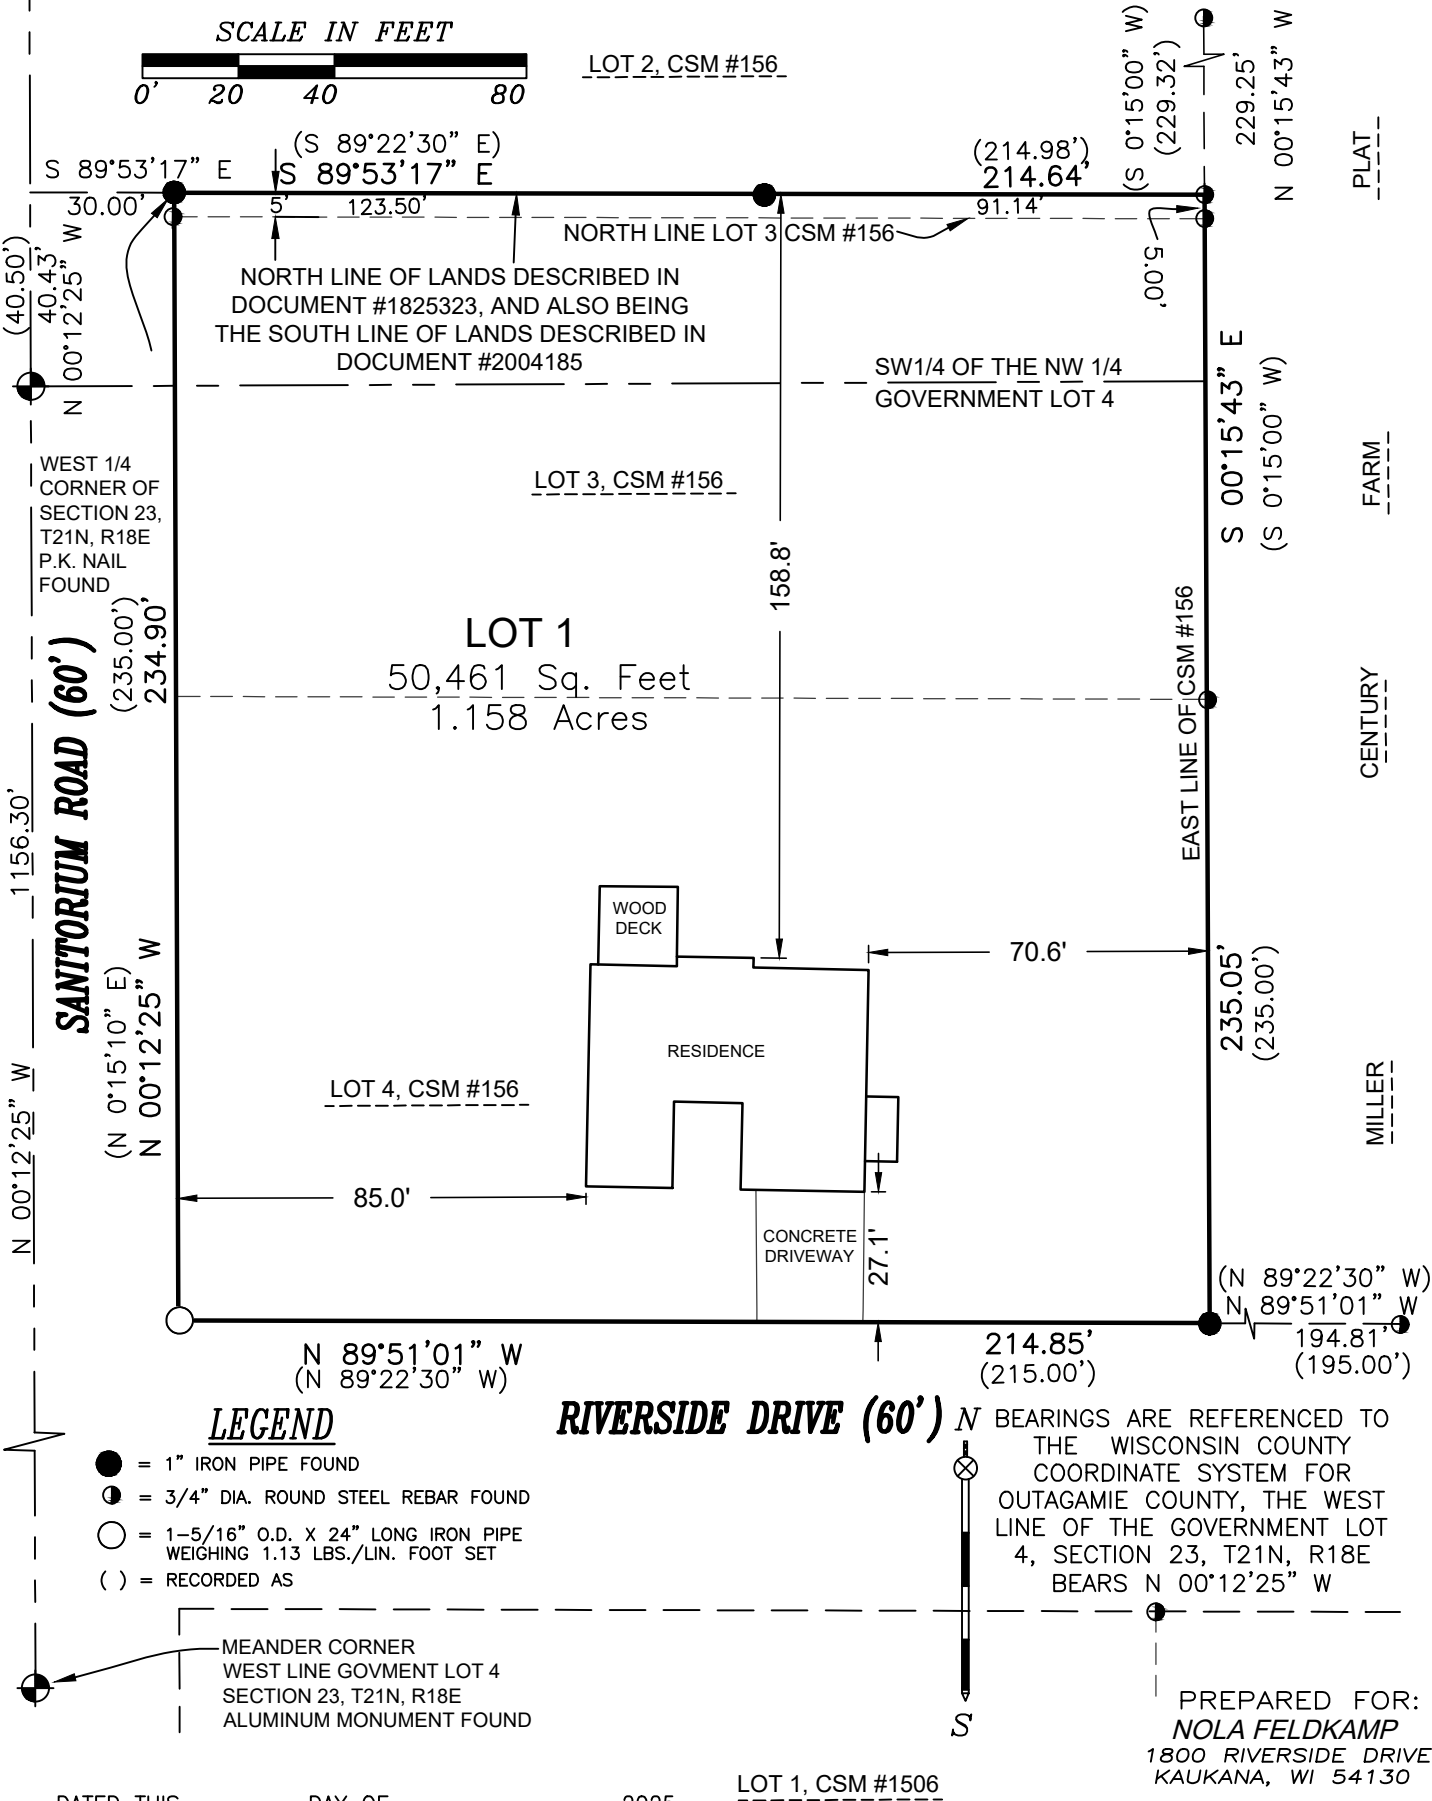 SCALE IN FEET
0' 20 40 80
LOT 2, CSM #156
(S 0°15'00" W)
(229.32')
229.25'
N 00°15'43" W
PLAT
(S 89°22'30" E)
S 89°53'17" E
S 89°53'17" E
(214.98')
214.64'
30.00'
5'
123.50'
91.14'
NORTH LINE LOT 3 CSM #156
5.00'
(40.50')
40.43'
N 00°12'25" W
NORTH LINE OF LANDS DESCRIBED IN
DOCUMENT #1825323, AND ALSO BEING
THE SOUTH LINE OF LANDS DESCRIBED IN
DOCUMENT #2004185
SW1/4 OF THE NW 1/4
GOVERNMENT LOT 4
S 00°15'43" E
(S 0°15'00" W)
WEST 1/4
CORNER OF
SECTION 23,
T21N, R18E
P.K. NAIL
FOUND
LOT 3, CSM #156
FARM
158.8'
(235.00')
234.90'
LOT 1
50,461 Sq. Feet
1.158 Acres
EAST LINE OF CSM #156
CENTURY
SANITORIUM ROAD (60')
1156.30'
WOOD
DECK
70.6'
235.05'
(235.00')
(N 0°15'10" E)
N 00°12'25" W
RESIDENCE
LOT 4, CSM #156
MILLER
N 00°12'25" W
85.0'
CONCRETE
DRIVEWAY
27.1'
(N 89°22'30" W)
N 89°51'01" W
194.81'
(195.00')
N 89°51'01" W
(N 89°22'30" W)
214.85'
(215.00')
RIVERSIDE DRIVE (60')
LEGEND
= 1" IRON PIPE FOUND
= 3/4" DIA. ROUND STEEL REBAR FOUND
= 1-5/16" O.D. X 24" LONG IRON PIPE
WEIGHING 1.13 LBS./LIN. FOOT SET
( ) = RECORDED AS
N
S
BEARINGS ARE REFERENCED TO
THE WISCONSIN COUNTY
COORDINATE SYSTEM FOR
OUTAGAMIE COUNTY, THE WEST
LINE OF THE GOVERNMENT LOT
4, SECTION 23, T21N, R18E
BEARS N 00°12'25" W
MEANDER CORNER
WEST LINE GOVMENT LOT 4
SECTION 23, T21N, R18E
ALUMINUM MONUMENT FOUND
PREPARED FOR:
NOLA FELDKAMP
1800 RIVERSIDE DRIVE
KAUKANA, WI 54130
LOT 1, CSM #1506
DATED THIS DAY OF 2025